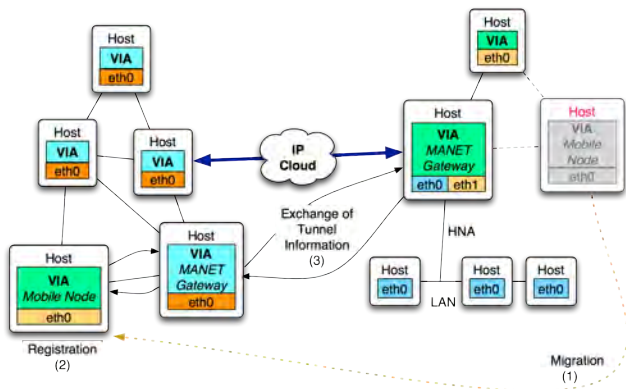 Host
VIA
eth0
Host
VIA
eth0
Host
VIA
eth0
Host
VIA
Mobile Node
eth0
Registration
(2)
Host
VIA
MANET
Gateway
eth0
IP
Cloud
Exchange of
Tunnel
Information
(3)
Host
VIA
eth0
Host
VIA
MANET
Gateway
eth0
eth1
Host
VIA
Mobile
Node
eth0
HNA
LAN
Host
eth0
Host
eth0
Host
eth0
Migration
(1)